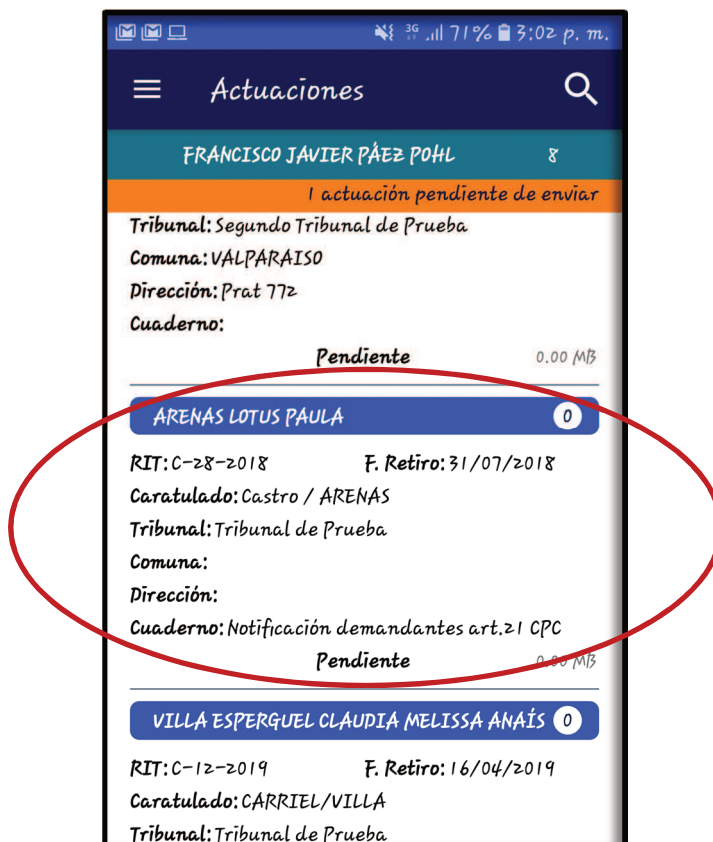 3G 71% 3:02 p. m.
Actuaciones
FRANCISCO JAVIER PÁEZ POHL 8
1 actuación pendiente de enviar
Tribunal: Segundo Tribunal de Prueba
Comuna: VALPARAISO
Dirección: Prat 772
Cuaderno:
Pendiente 0.00 MB
ARENAS LOTUS PAULA 0
RIT: C-28-2018 F. Retiro: 31/07/2018
Caratulado: Castro / ARENAS
Tribunal: Tribunal de Prueba
Comuna:
Dirección:
Cuaderno: Notificación demandantes art.21 CPC
Pendiente 0.00 MB
VILLA ESPERGUEL CLAUDIA MELISSA ANAÍS 0
RIT: C-12-2019 F. Retiro: 16/04/2019
Caratulado: CARRIEL/VILLA
Tribunal: Tribunal de Prueba